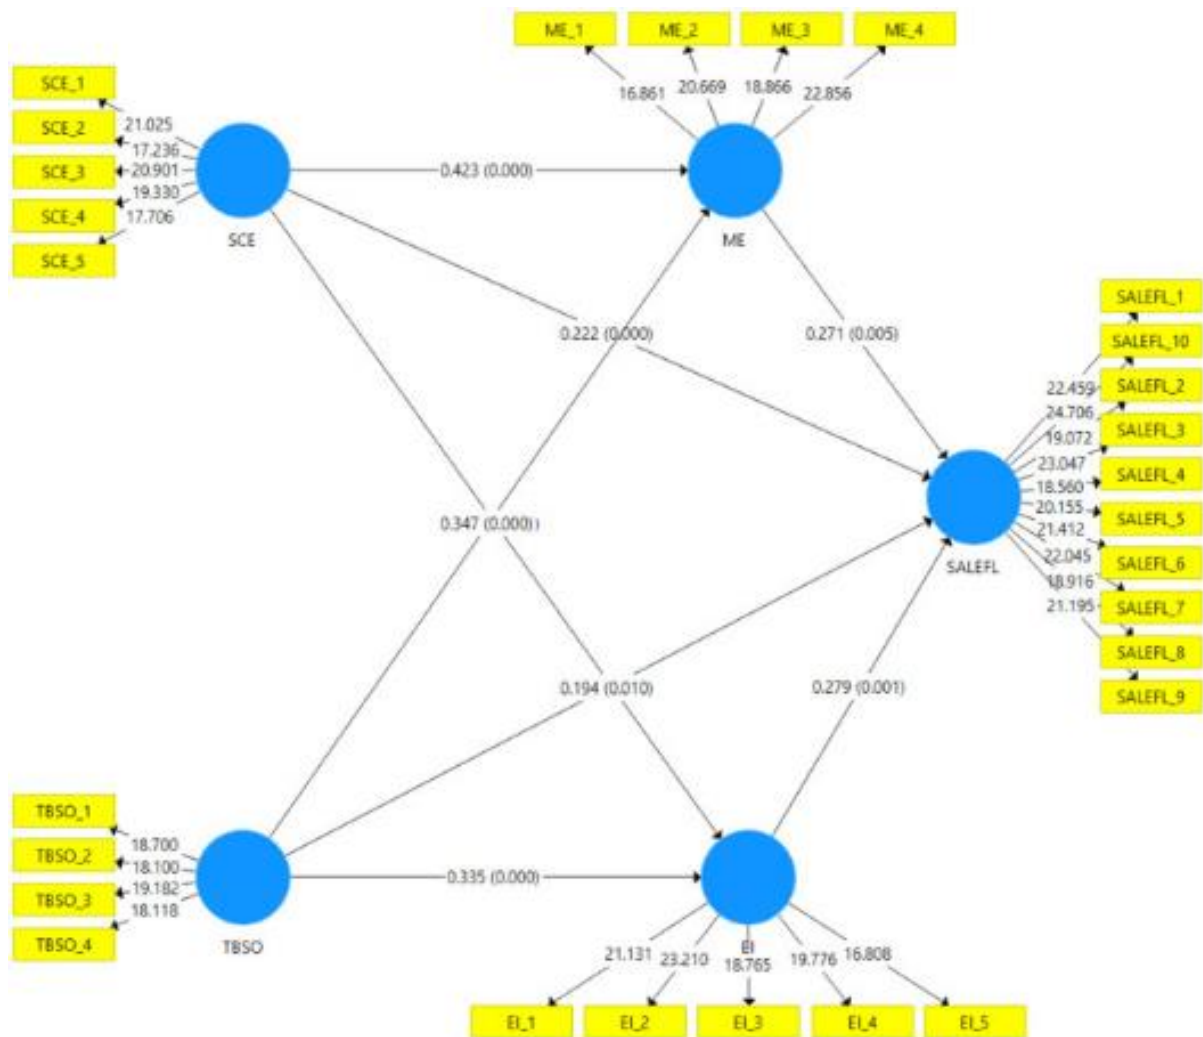 ME_1 ME_2 ME_3 ME_4
16.861 20.669 18.866 22.856
SCE_1
SCE_2
SCE_3
SCE_4
SCE_5
21.025
17.236
20.901
19.330
17.706
SCE
0.423 (0.000)
ME
0.222 (0.000)
0.271 (0.005)
SALEFL_1
SALEFL_10
SALEFL_2
SALEFL_3
SALEFL_4
SALEFL_5
SALEFL_6
SALEFL_7
SALEFL_8
SALEFL_9
22.459
24.706
19.072
23.047
18.560
20.155
21.412
22.045
18.916
21.195
SALEFL
0.347 (0.000)
0.194 (0.010)
0.279 (0.001)
TBSO_1
TBSO_2
TBSO_3
TBSO_4
18.700
18.100
19.182
18.118
TBSO
0.335 (0.000)
EI
21.131 23.210 18.765 19.776 16.808
EI_1 EI_2 EI_3 EI_4 EI_5